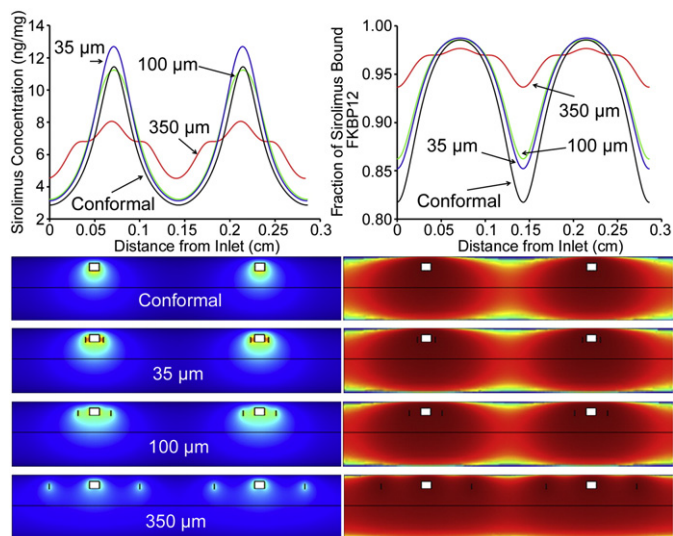 Sirolimus Concentration (ng/mg)
14
12
10
8
6
4
2
35 µm
100 µm
350 µm
Conformal
0
0.05
0.1
0.15
0.2
0.25
0.3
Distance from Inlet (cm)
Fraction of Sirolimus Bound
FKBP12
1.00
0.95
0.90
0.85
0.80
350 µm
100 µm
35 µm
Conformal
0
0.05
0.1
0.15
0.2
0.25
0.3
Distance from Inlet (cm)
Conformal
35 µm
100 µm
350 µm